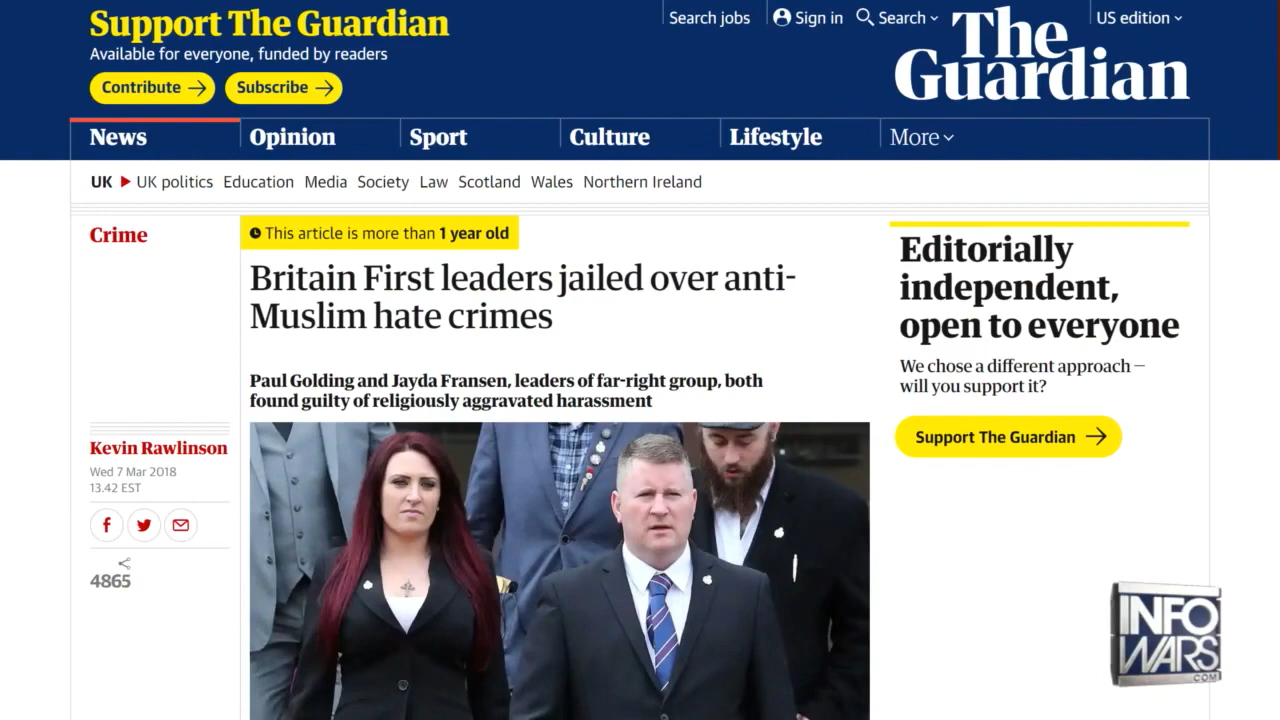 Support The Guardian
Available for everyone, funded by readers
Contribute
Subscribe
Search jobs
Sign in
Search
US edition
The
Guardian
News
Opinion
Sport
Culture
Lifestyle
More
UK
UK politics
Education
Media
Society
Law
Scotland
Wales
Northern Ireland
Crime
This article is more than 1 year old
Britain First leaders jailed over anti-
Muslim hate crimes
Paul Golding and Jayda Fransen, leaders of far-right group, both
found guilty of religiously aggravated harassment
Kevin Rawlinson
Wed 7 Mar 2018
13.42 EST
4865
Editorially
independent,
open to everyone
We chose a different approach —
will you support it?
Support The Guardian
INFO
WARS
.COM